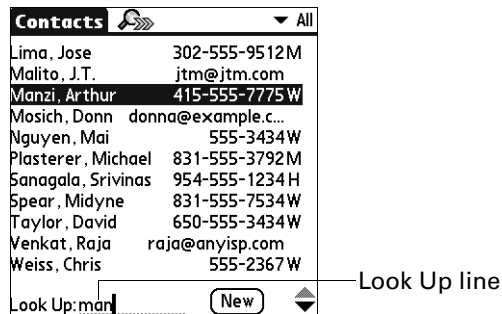 Contacts All
Lima, Jose 302-555-9512M
Malito, J.T. jtm@jtm.com
Manzi, Arthur 415-555-7775W
Mosich, Donn donna@example.c...
Nguyen, Mai 555-3434W
Plasterer, Michael 831-555-3792M
Sanagala, Srivinas 954-555-1234H
Spear, Midyne 831-555-7534W
Taylor, David 650-555-3434W
Venkat, Raja raja@anyisp.com
Weiss, Chris 555-2367W
Look Up: man New
Look Up line